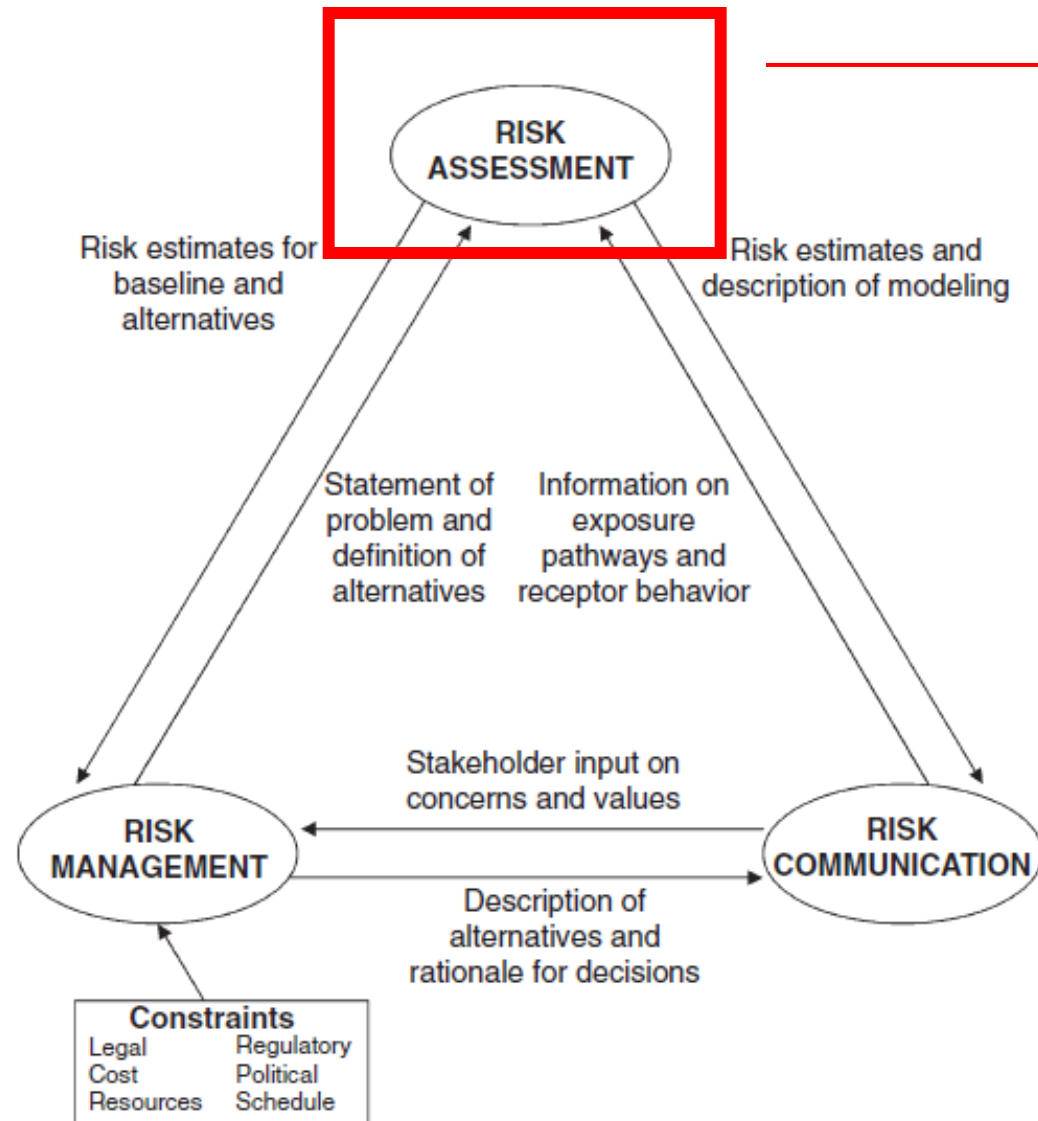 RISK
ASSESSMENT
Risk estimates for
baseline and
alternatives
Risk estimates and
description of modeling
Statement of
problem and
definition of
alternatives
Information on
exposure
pathways and
receptor behavior
Stakeholder input on
concerns and values
RISK
MANAGEMENT
RISK
COMMUNICATION
Description of
alternatives and
rationale for decisions
Constraints
Legal Regulatory
Cost Political
Resources Schedule